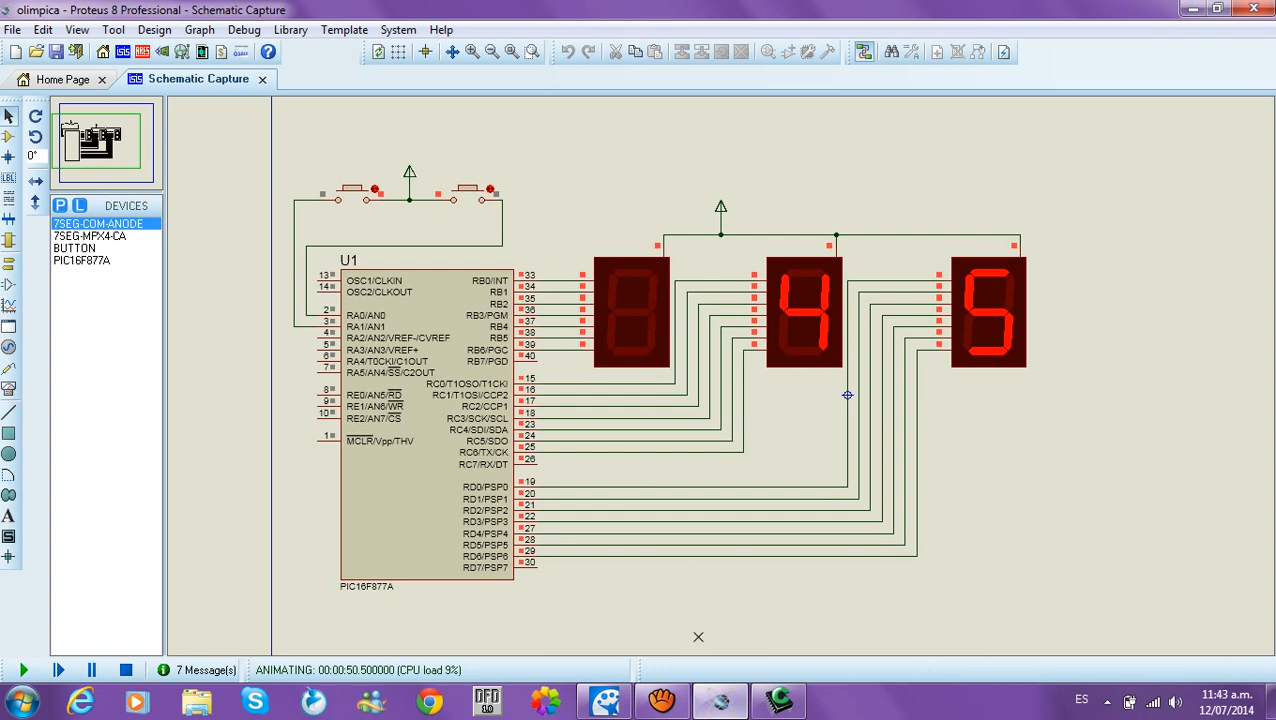 olimpica - Proteus 8 Professional - Schematic Capture
File Edit View Tool Design Graph Debug Library Template System Help
Home Page
Schematic Capture
0°
P L DEVICES
7SEG-COM-ANODE
7SEG-MPX4-CA
BUTTON
PIC16F877A
LBL
A
U1
13 OSC1/CLKIN RB0/INT 33
14 OSC2/CLKOUT RB1 34
RB2 35
2 RA0/AN0 RB3/PGM 36
3 RA1/AN1 RB4 37
4 RA2/AN2/VREF-/CVREF RB5 38
5 RA3/AN3/VREF+ RB6/PGC 39
6 RA4/T0CKI/C1OUT RB7/PGD 40
7 RA5/AN4/SS/C2OUT
RC0/T1OSO/T1CKI 15
8 RE0/AN5/RD RC1/T1OSI/CCP2 16
9 RE1/AN6/WR RC2/CCP1 17
10 RE2/AN7/CS RC3/SCK/SCL 18
RC4/SDI/SDA 23
1 MCLR/Vpp/THV RC5/SDO 24
RC6/TX/CK 25
RC7/RX/DT 26
RD0/PSP0 19
RD1/PSP1 20
RD2/PSP2 21
RD3/PSP3 22
RD4/PSP4 27
RD5/PSP5 28
RD6/PSP6 29
RD7/PSP7 30
PIC16F877A
4 5
7 Message(s) ANIMATING: 00:00:50.500000 (CPU load 9%)
DFD
ES
11:43 a.m.
12/07/2014